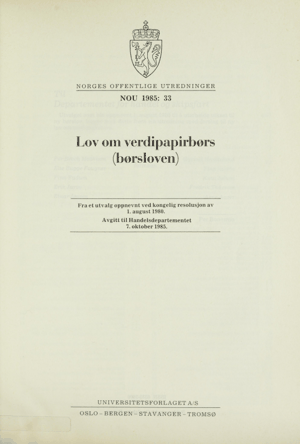 NORGES OFFENTLIGE UTREDNINGER
NOU 1985: 33
Lov om verdipapirbørs
(børsloven)
Fra et utvalg oppnevnt ved kongelig resolusjon av
1. august 1980.
Avgitt til Handelsdepartementet
7. oktober 1985.
UNIVERSITETSFORLAGET A/S
OSLO – BERGEN – STAVANGER – TROMSØ